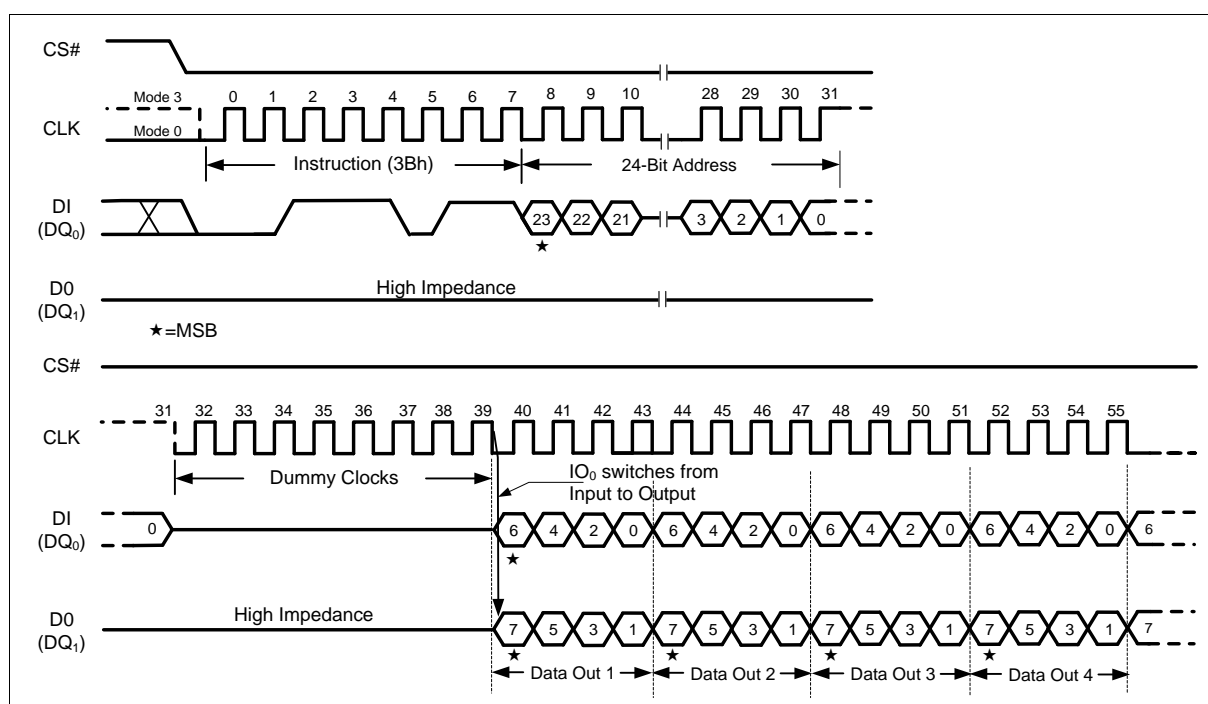 CS#
Mode 3
0 1 2 3 4 5 6 7 8 9 10 28 29 30 31
CLK
Mode 0
Instruction (3Bh)
24-Bit Address
DI
(DQ₀)
23 22 21 3 2 1 0
★
D0
(DQ₁)
High Impedance
★=MSB
CS#
31 32 33 34 35 36 37 38 39 40 41 42 43 44 45 46 47 48 49 50 51 52 53 54 55
CLK
Dummy Clocks
IO₀ switches from
Input to Output
DI
(DQ₀)
0 6 4 2 0 6 4 2 0 6 4 2 0 6 4 2 0 6
★
D0
(DQ₁)
High Impedance
7 5 3 1 7 5 3 1 7 5 3 1 7 5 3 1 7
★ ★ ★ ★
Data Out 1 Data Out 2 Data Out 3 Data Out 4